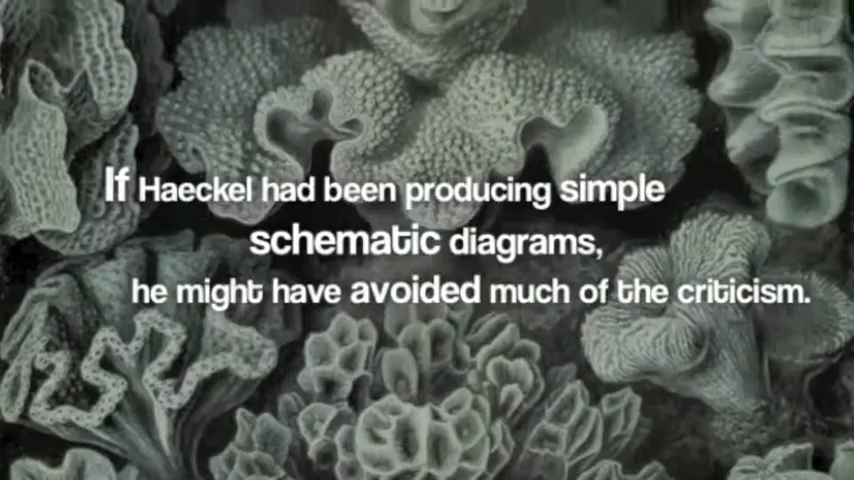 If Haeckel had been producing simple
schematic diagrams,
he might have avoided much of the criticism.